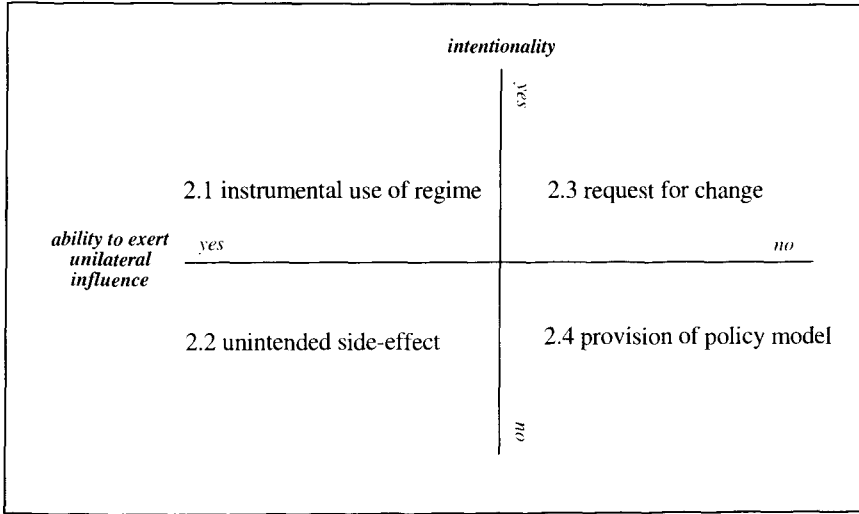 intentionality
yes
2.1 instrumental use of regime
2.3 request for change
ability to exert
unilateral
influence
yes
no
2.2 unintended side-effect
2.4 provision of policy model
no